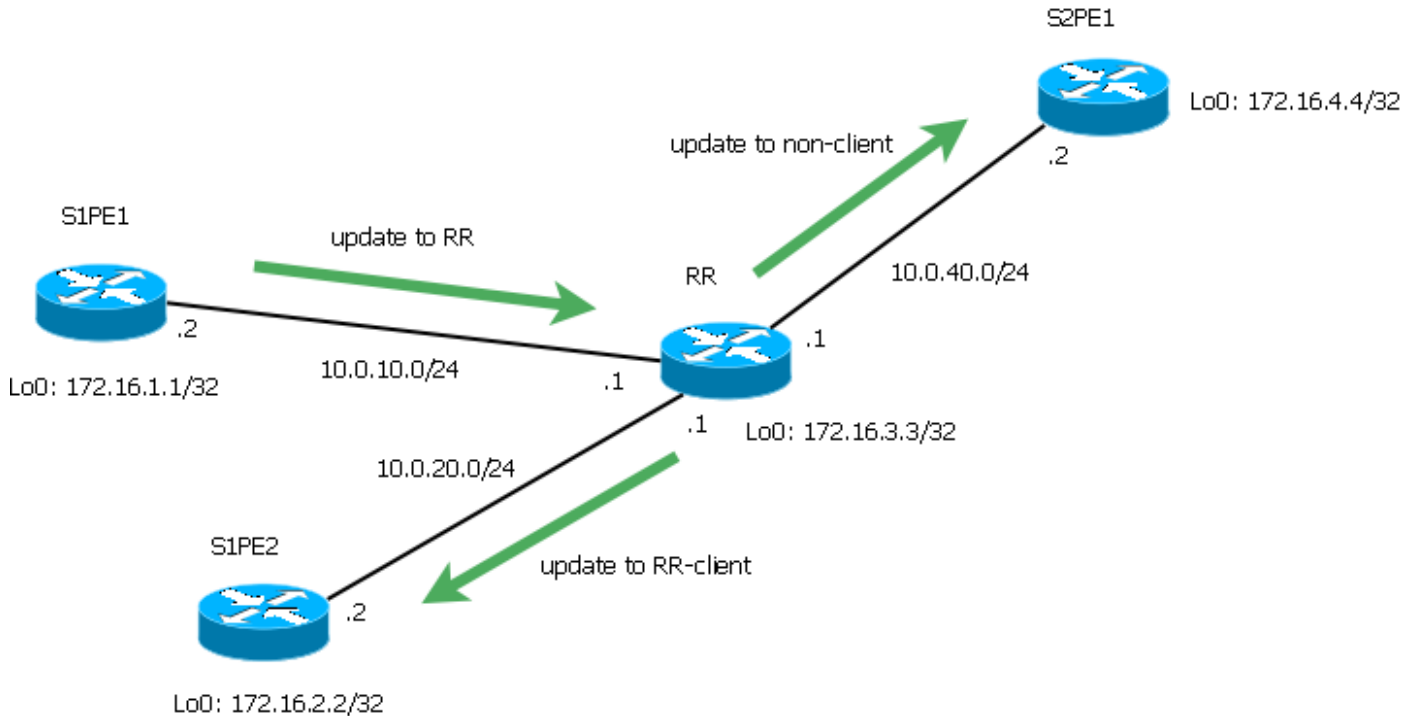 S2PE1
Lo0: 172.16.4.4/32
update to non-client
.2
S1PE1
update to RR
RR
10.0.40.0/24
.2
.1
10.0.10.0/24
.1
Lo0: 172.16.1.1/32
.1
Lo0: 172.16.3.3/32
10.0.20.0/24
S1PE2
update to RR-client
.2
Lo0: 172.16.2.2/32